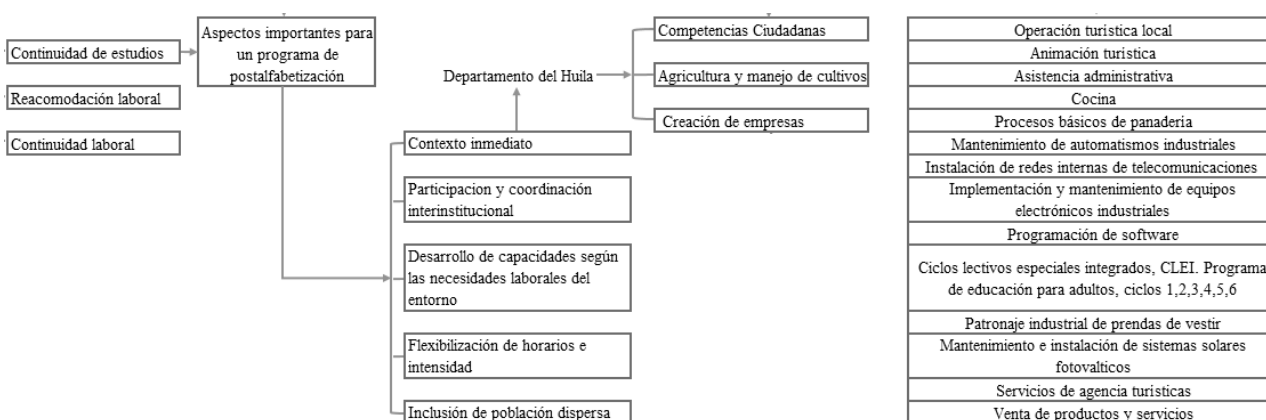 Continuidad de estudios
Reacomodación laboral
Continuidad laboral
Aspectos importantes para
un programa de
postalfabetización
Departamento del Huila
Contexto inmediato
Participacion y coordinación
interinstitucional
Desarrollo de capacidades según
las necesidades laborales del
entorno
Flexibilización de horarios e
intensidad
Inclusión de población dispersa
Competencias Ciudadanas
Agricultura y manejo de cultivos
Creación de empresas
Operación turística local
Animación turística
Asistencia administrativa
Cocina
Procesos básicos de panadería
Mantenimiento de automatismos industriales
Instalación de redes internas de telecomunicaciones
Implementación y mantenimiento de equipos
electrónicos industriales
Programación de software
Ciclos lectivos especiales integrados, CLEI. Programa
de educación para adultos, ciclos 1,2,3,4,5,6
Patronaje industrial de prendas de vestir
Mantenimiento e instalación de sistemas solares
fotovalticos
Servicios de agencia turísticas
Venta de productos y servicios